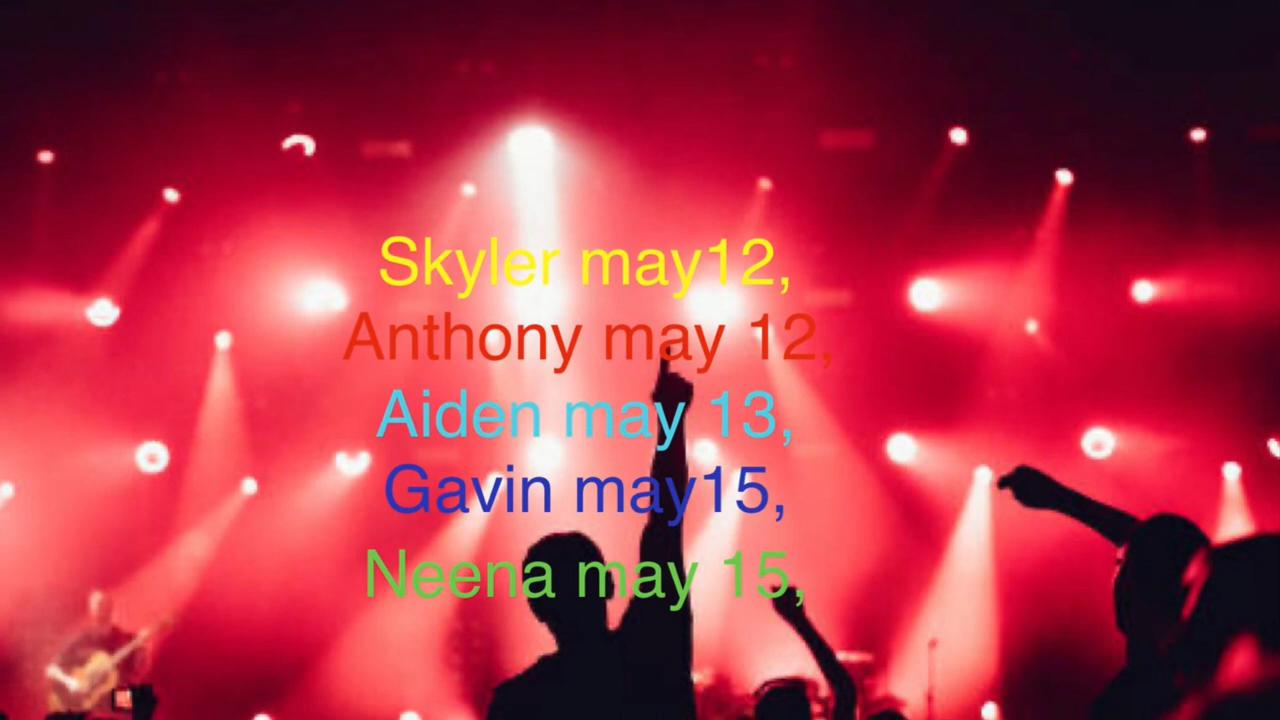 Skyler may12,
Anthony may 12,
Aiden may 13,
Gavin may15,
Neena may 15,